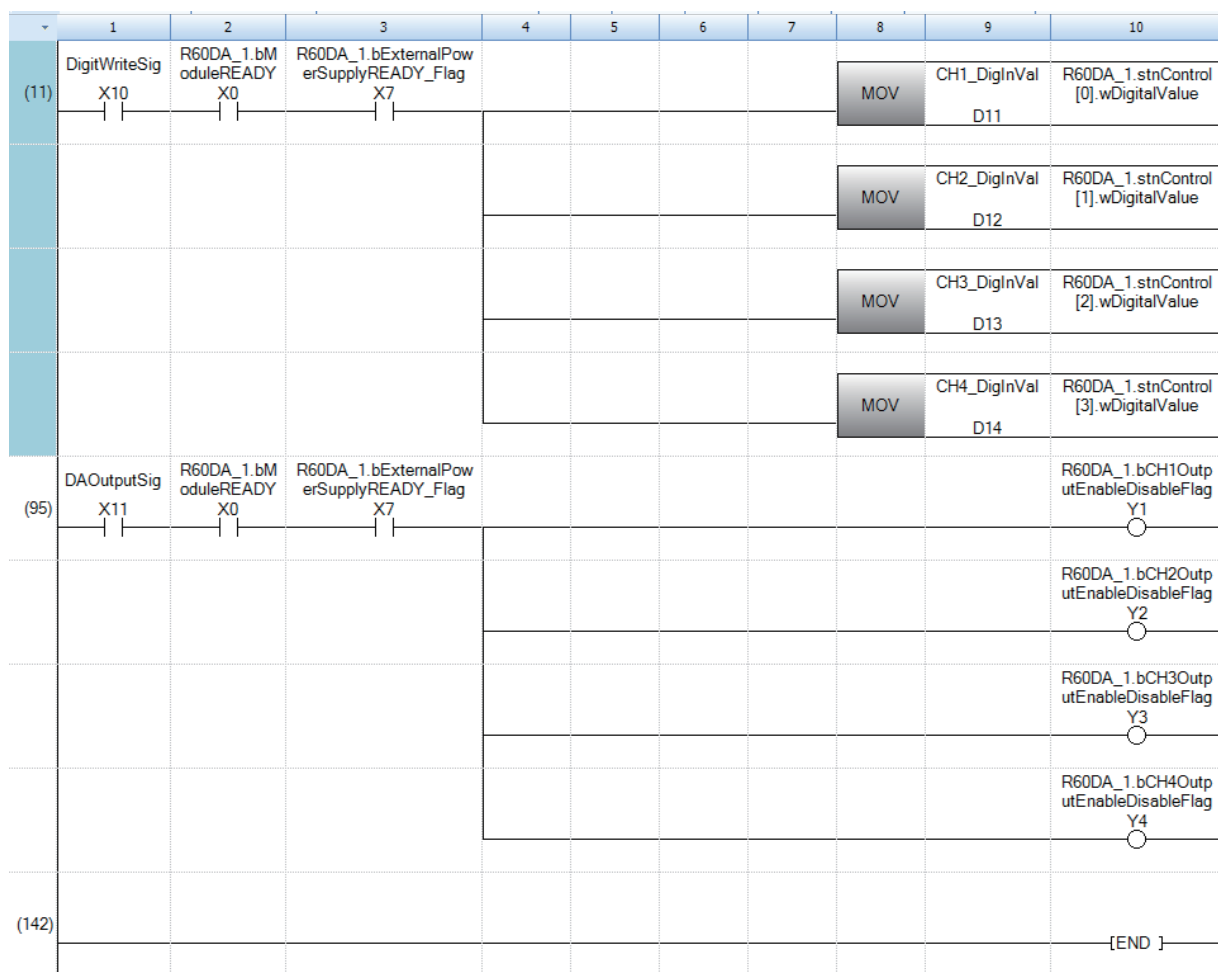 1 2 3 4 5 6 7 8 9 10
(11)
DigitWriteSig
X10
R60DA_1.bM
oduleREADY
X0
R60DA_1.bExternalPow
erSupplyREADY_Flag
X7
MOV
CH1_DigInVal
D11
R60DA_1.stnControl
[0].wDigitalValue
MOV
CH2_DigInVal
D12
R60DA_1.stnControl
[1].wDigitalValue
MOV
CH3_DigInVal
D13
R60DA_1.stnControl
[2].wDigitalValue
MOV
CH4_DigInVal
D14
R60DA_1.stnControl
[3].wDigitalValue
(95)
DAOutputSig
X11
R60DA_1.bM
oduleREADY
X0
R60DA_1.bExternalPow
erSupplyREADY_Flag
X7
R60DA_1.bCH1Outp
utEnableDisableFlag
Y1
R60DA_1.bCH2Outp
utEnableDisableFlag
Y2
R60DA_1.bCH3Outp
utEnableDisableFlag
Y3
R60DA_1.bCH4Outp
utEnableDisableFlag
Y4
(142)
[END ]